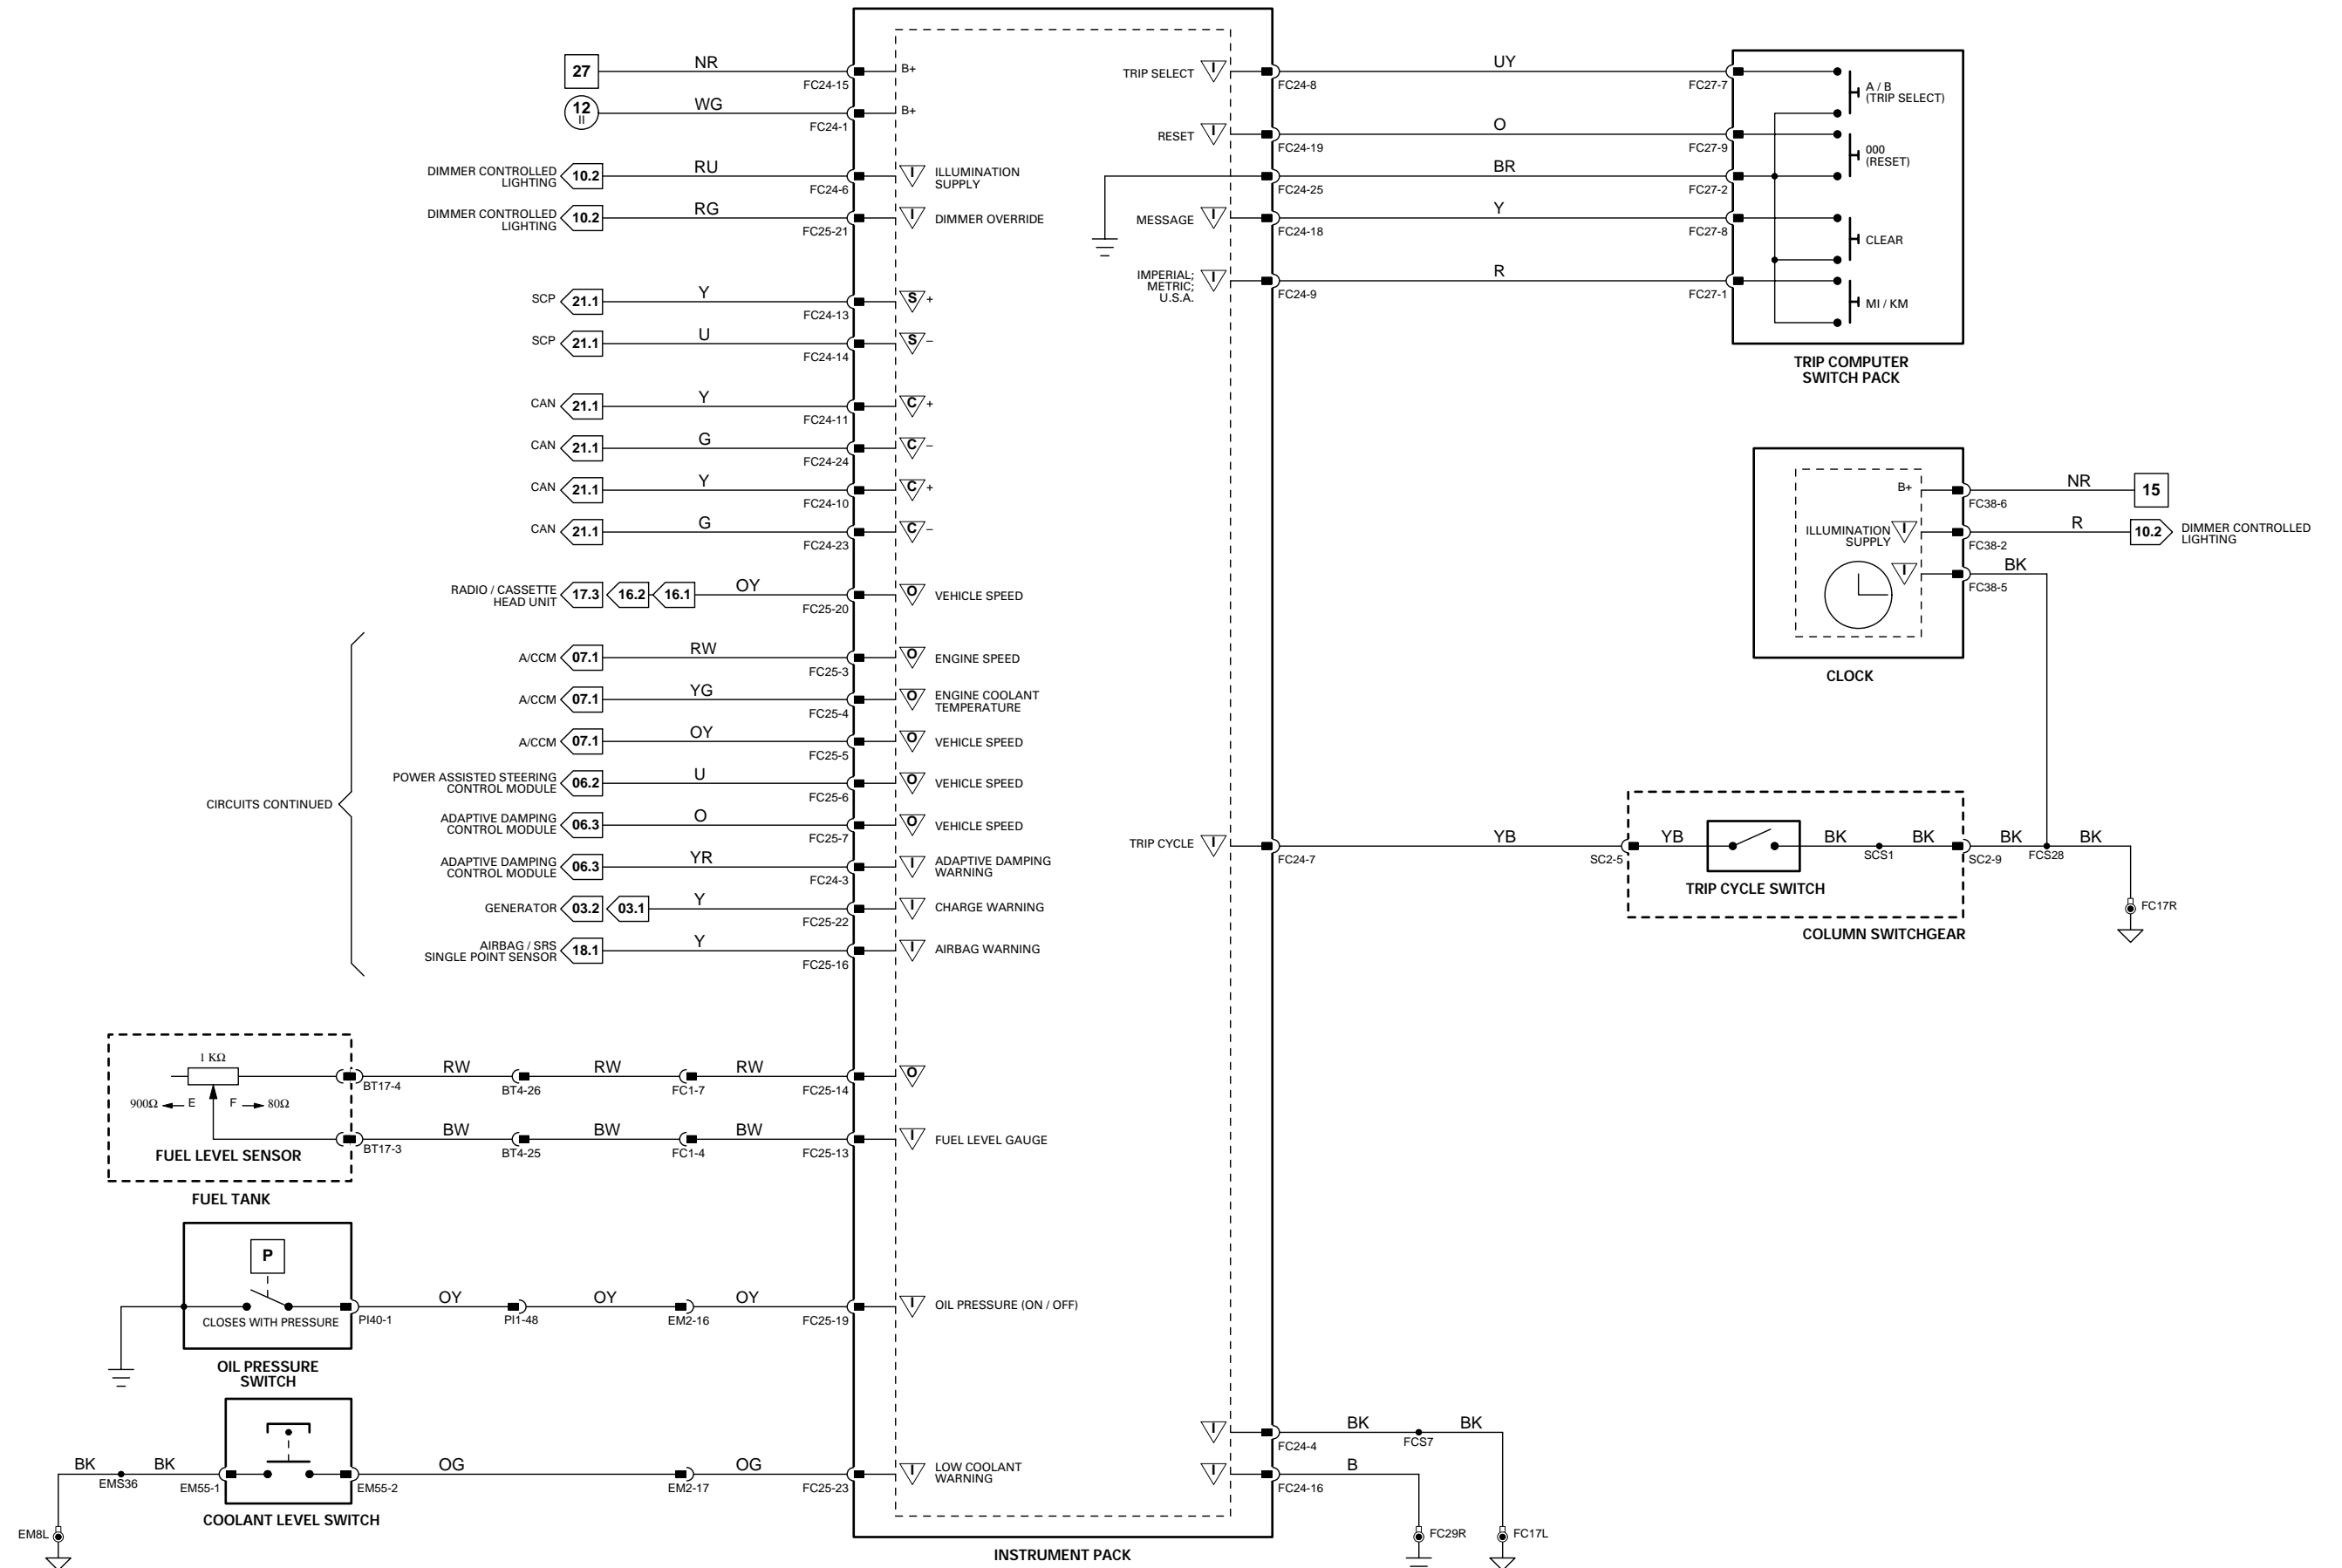 27
NR
FC24-15
B+
12
II
WG
FC24-1
B+
DIMMER CONTROLLED
LIGHTING
10.2
RU
FC24-6
I
ILLUMINATION
SUPPLY
DIMMER CONTROLLED
LIGHTING
10.2
RG
FC25-21
I
DIMMER OVERRIDE
SCP
21.1
Y
FC24-13
S
+
SCP
21.1
U
FC24-14
S
–
CAN
21.1
Y
FC24-11
C
+
CAN
21.1
G
FC24-24
C
–
CAN
21.1
Y
FC24-10
C
+
CAN
21.1
G
FC24-23
C
–
RADIO / CASSETTE
HEAD UNIT
17.3
16.2
16.1
OY
FC25-20
O
VEHICLE SPEED
CIRCUITS CONTINUED
A/CCM
07.1
RW
FC25-3
O
ENGINE SPEED
A/CCM
07.1
YG
FC25-4
O
ENGINE COOLANT
TEMPERATURE
A/CCM
07.1
OY
FC25-5
O
VEHICLE SPEED
POWER ASSISTED STEERING
CONTROL MODULE
06.2
U
FC25-6
O
VEHICLE SPEED
ADAPTIVE DAMPING
CONTROL MODULE
06.3
O
FC25-7
O
VEHICLE SPEED
ADAPTIVE DAMPING
CONTROL MODULE
06.3
YR
FC24-3
I
ADAPTIVE DAMPING
WARNING
GENERATOR
03.2
03.1
Y
FC25-22
I
CHARGE WARNING
AIRBAG / SRS
SINGLE POINT SENSOR
18.1
Y
FC25-16
I
AIRBAG WARNING
1 KΩ
900Ω
E
F
80Ω
FUEL LEVEL SENSOR
FUEL TANK
BT17-4
RW
BT4-26
RW
FC1-7
RW
FC25-14
O
BT17-3
BW
BT4-25
BW
FC1-4
BW
FC25-13
I
FUEL LEVEL GAUGE
P
CLOSES WITH PRESSURE
OIL PRESSURE
SWITCH
PI40-1
OY
PI1-48
OY
EM2-16
OY
FC25-19
I
OIL PRESSURE (ON / OFF)
EM8L
BK
EMS36
BK
EM55-1
EM55-2
COOLANT LEVEL SWITCH
OG
EM2-17
OG
FC25-23
I
LOW COOLANT
WARNING
INSTRUMENT PACK
TRIP SELECT
I
FC24-8
UY
FC27-7
A / B
(TRIP SELECT)
RESET
I
FC24-19
O
FC27-9
000
(RESET)
FC24-25
BR
FC27-2
MESSAGE
I
FC24-18
Y
FC27-8
CLEAR
IMPERIAL;
METRIC;
U.S.A.
I
FC24-9
R
FC27-1
MI / KM
TRIP COMPUTER
SWITCH PACK
B+
FC38-6
NR
15
ILLUMINATION
SUPPLY
I
FC38-2
R
10.2
DIMMER CONTROLLED
LIGHTING
I
FC38-5
BK
CLOCK
TRIP CYCLE
I
FC24-7
YB
SC2-5
YB
BK
SCS1
BK
SC2-9
BK
FCS28
BK
TRIP CYCLE SWITCH
COLUMN SWITCHGEAR
FC17R
I
FC24-4
BK
FCS7
BK
I
FC24-16
B
FC29R
FC17L